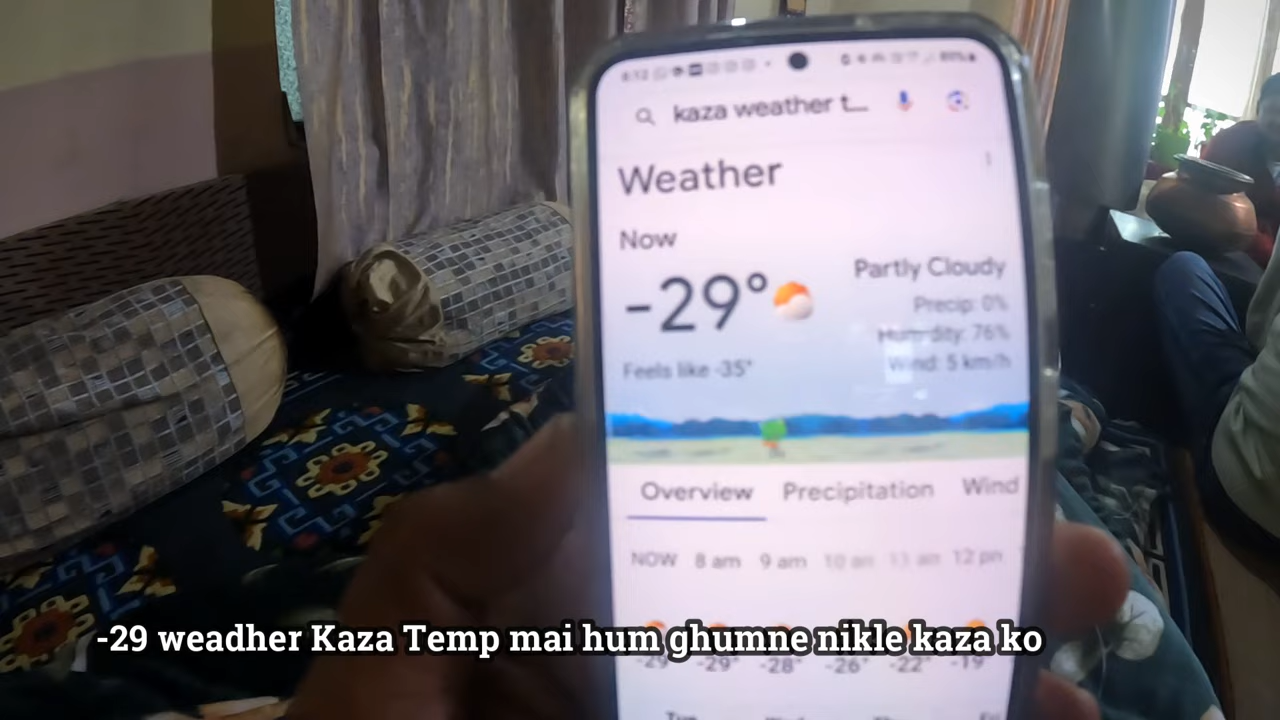 kaza weather t...
Weather
Now
-29°
Partly Cloudy
Precip: 0%
Humidity: 76%
Wind: 5 km/h
Feels like -35°
Overview Precipitation Wind
NOW 8 am 9 am 10 am 11 am 12 pm
-29 weadher Kaza Temp mai hum ghumne nikle kaza ko
-29° -29° -28° -26° -22° -19°